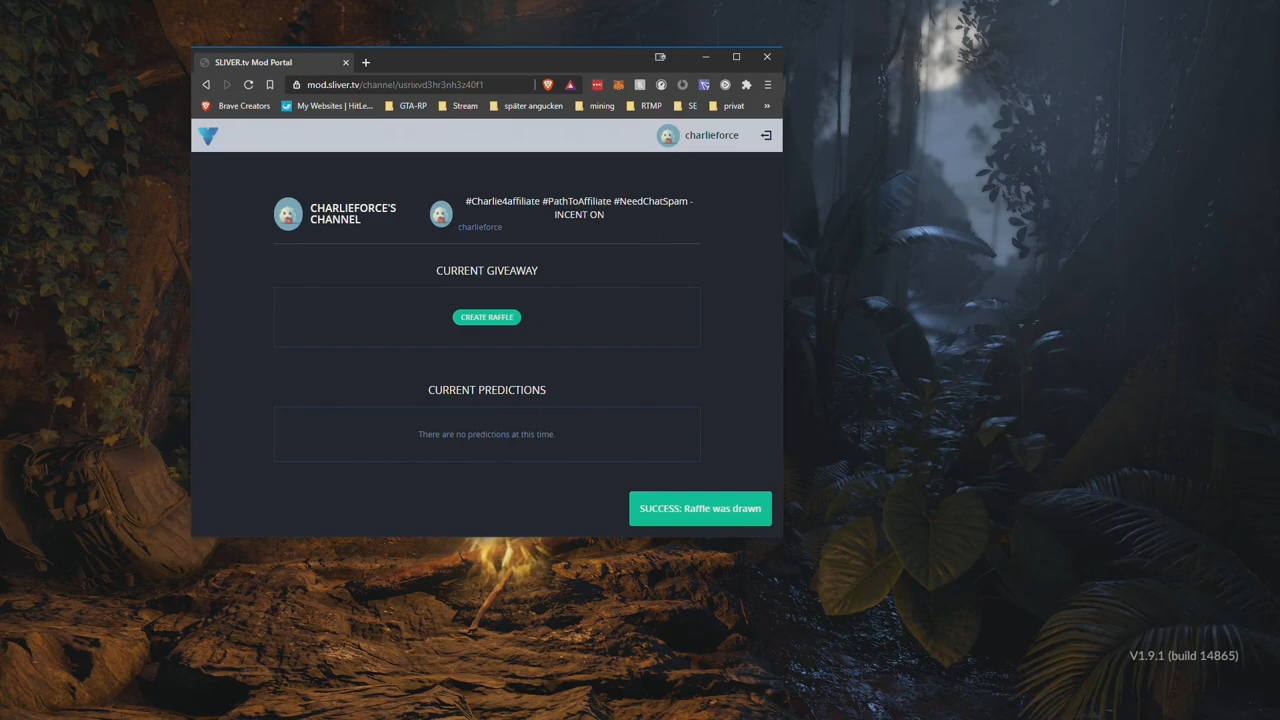 SLIVER.tv Mod Portal
mod.sliver.tv/channel/usrixvd3hr3nh3z40f1
Brave Creators
My Websites | HitLe...
GTA-RP
Stream
später angucken
mining
RTMP
SE
privat
»
charlieforce
CHARLIEFORCE'S
CHANNEL
#Charlie4affiliate #PathToAffiliate #NeedChatSpam -
INCENT ON
charlieforce
CURRENT GIVEAWAY
CREATE RAFFLE
CURRENT PREDICTIONS
There are no predictions at this time.
SUCCESS: Raffle was drawn
V1.9.1 (build 14865)